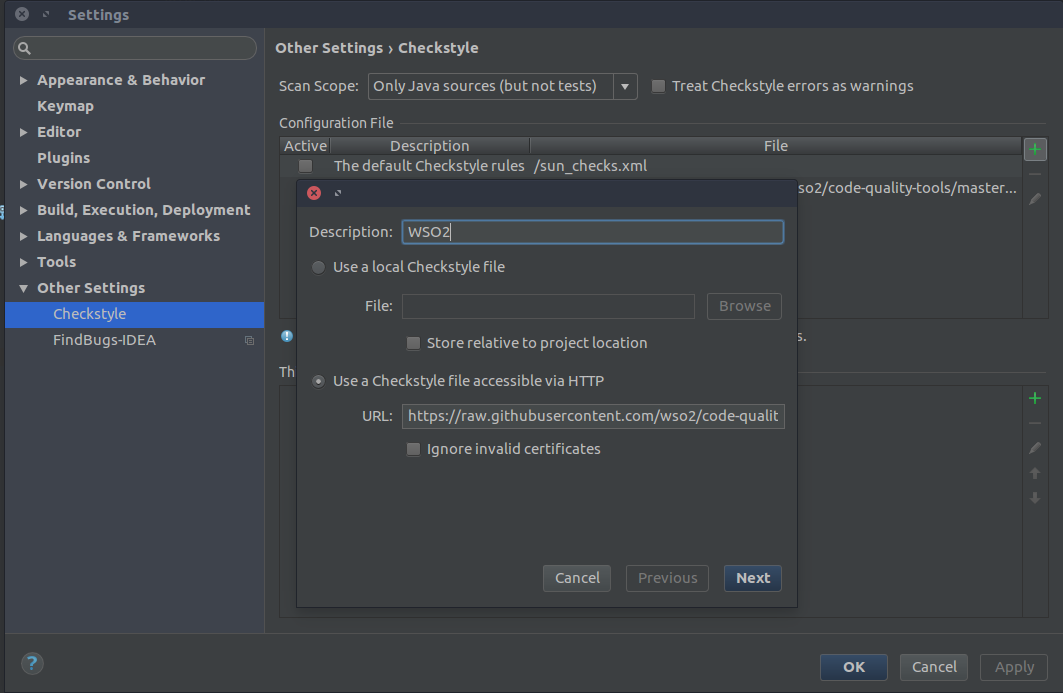 Settings
Appearance & Behavior
Keymap
Editor
Plugins
Version Control
Build, Execution, Deployment
Languages & Frameworks
Tools
Other Settings
Checkstyle
FindBugs-IDEA
Other Settings › Checkstyle
Scan Scope: Only Java sources (but not tests) Treat Checkstyle errors as warnings
Configuration File
Active Description File
The default Checkstyle rules /sun_checks.xml
so2/code-quality-tools/master...
Description: WSO2
Use a local Checkstyle file
File: Browse
Store relative to project location
s.
Th
Use a Checkstyle file accessible via HTTP
URL: https://raw.githubusercontent.com/wso2/code-qualit
Ignore invalid certificates
Cancel Previous Next
? OK Cancel Apply